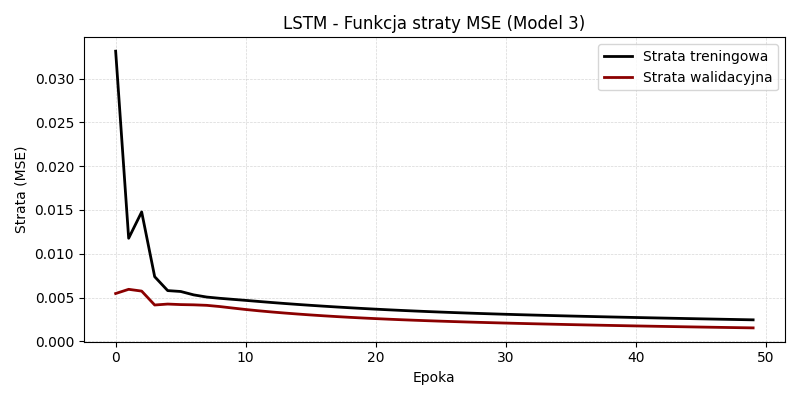 LSTM - Funkcja straty MSE (Model 3)
Strata treningowa
Strata walidacyjna
Strata (MSE)
0.030
0.025
0.020
0.015
0.010
0.005
0.000
0 10 20 30 40 50
Epoka